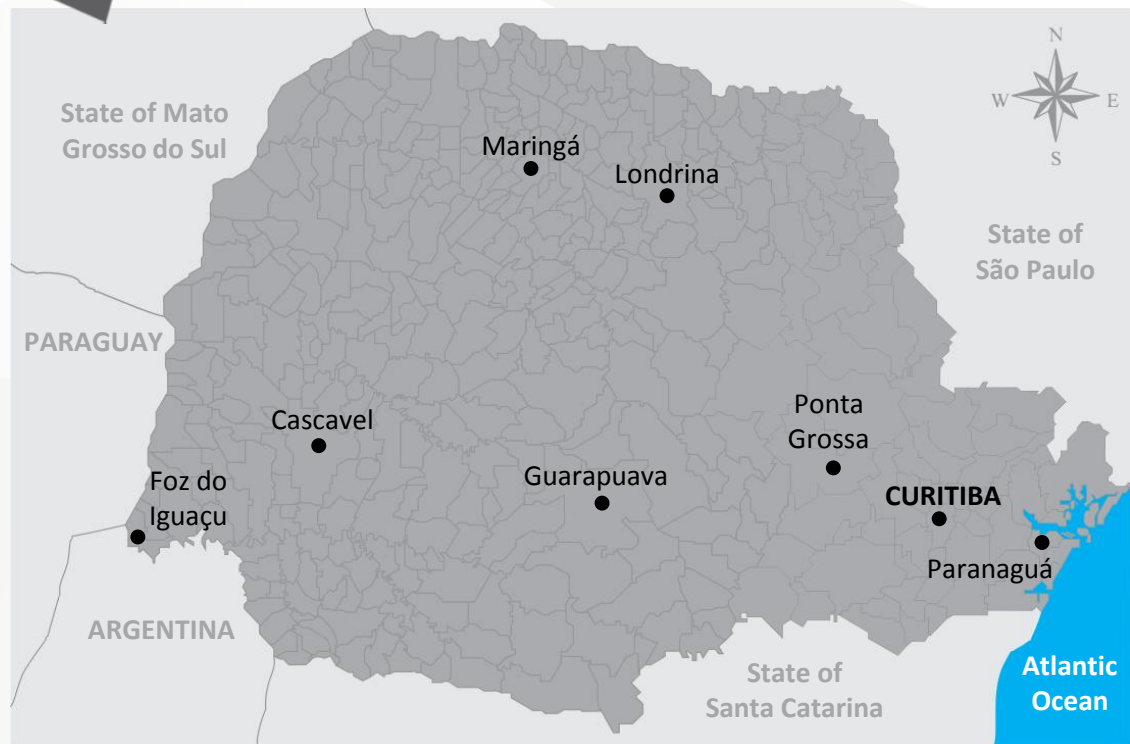 N
W
E
S
State of Mato
Grosso do Sul
Maringá
Londrina
State of
São Paulo
PARAGUAY
Cascavel
Ponta
Grossa
Foz do
Iguaçu
Guarapuava
CURITIBA
Paranaguá
ARGENTINA
State of
Santa Catarina
Atlantic
Ocean